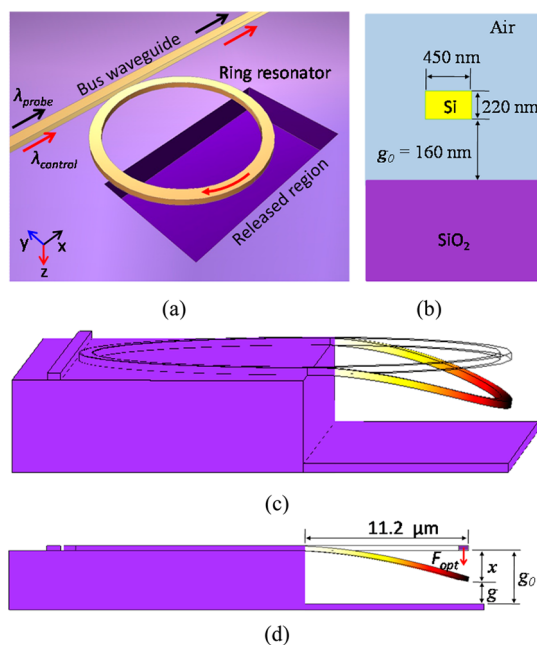 Bus waveguide
Ring resonator
λprobe
λcontrol
Released region
y x
z
(a)
Air
450 nm
Si
220 nm
g0 = 160 nm
SiO2
(b)
(c)
11.2 μm
Fopt
x
g0
g
(d)